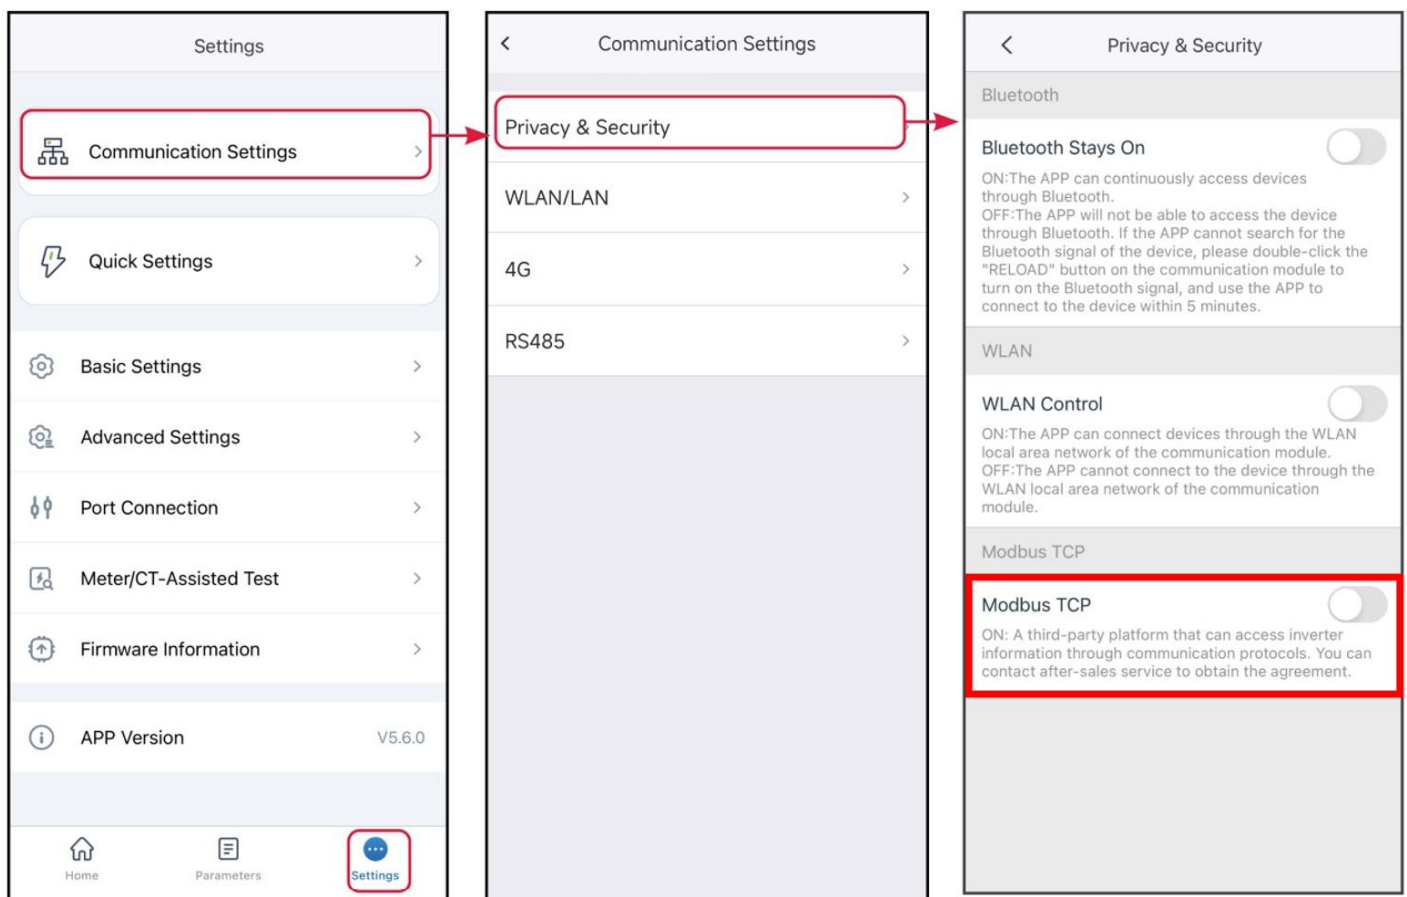 Settings
Communication Settings
Quick Settings
Basic Settings
Advanced Settings
Port Connection
Meter/CT-Assisted Test
Firmware Information
APP Version V5.6.0
Home Parameters Settings
Communication Settings
Privacy & Security
WLAN/LAN
4G
RS485
Privacy & Security
Bluetooth
Bluetooth Stays On
ON:The APP can continuously access devices
through Bluetooth.
OFF:The APP will not be able to access the device
through Bluetooth. If the APP cannot search for the
Bluetooth signal of the device, please double-click the
"RELOAD" button on the communication module to
turn on the Bluetooth signal, and use the APP to
connect to the device within 5 minutes.
WLAN
WLAN Control
ON:The APP can connect devices through the WLAN
local area network of the communication module.
OFF:The APP cannot connect to the device through the
WLAN local area network of the communication
module.
Modbus TCP
Modbus TCP
ON: A third-party platform that can access inverter
information through communication protocols. You can
contact after-sales service to obtain the agreement.